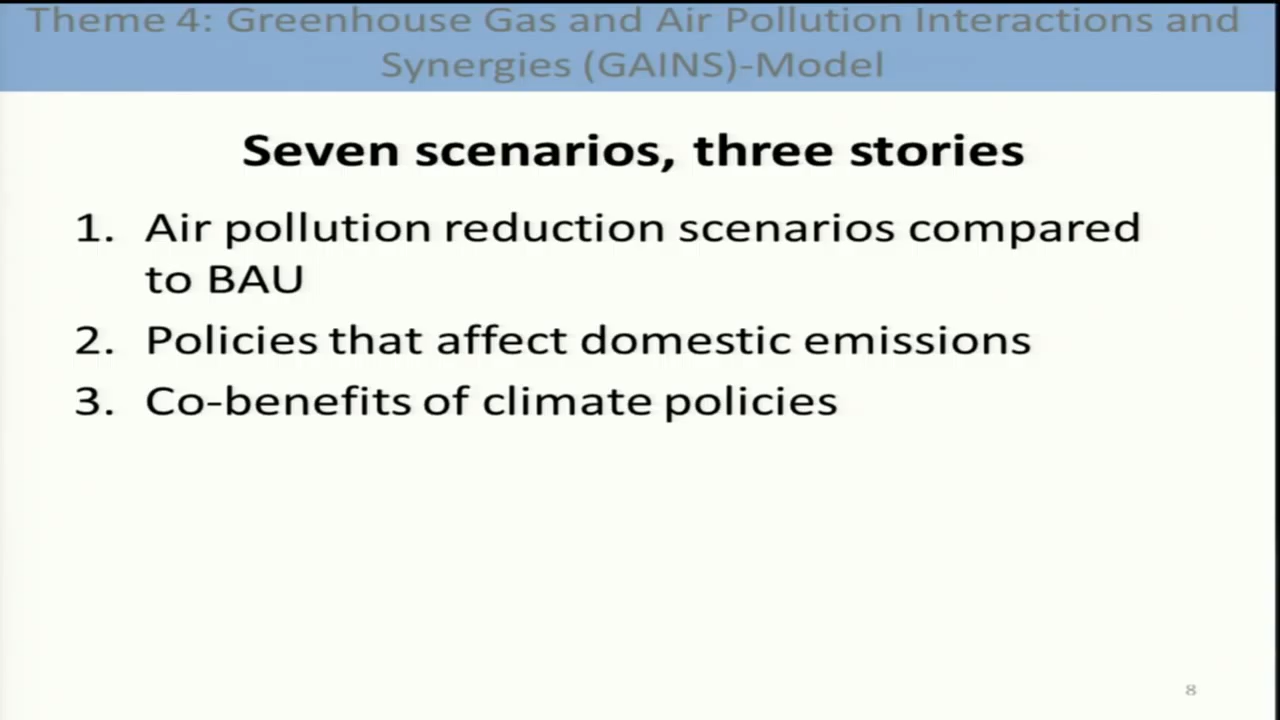 Theme 4: Greenhouse Gas and Air Pollution Interactions and
Synergies (GAINS)-Model
Seven scenarios, three stories
1. Air pollution reduction scenarios compared
to BAU
2. Policies that affect domestic emissions
3. Co-benefits of climate policies
8